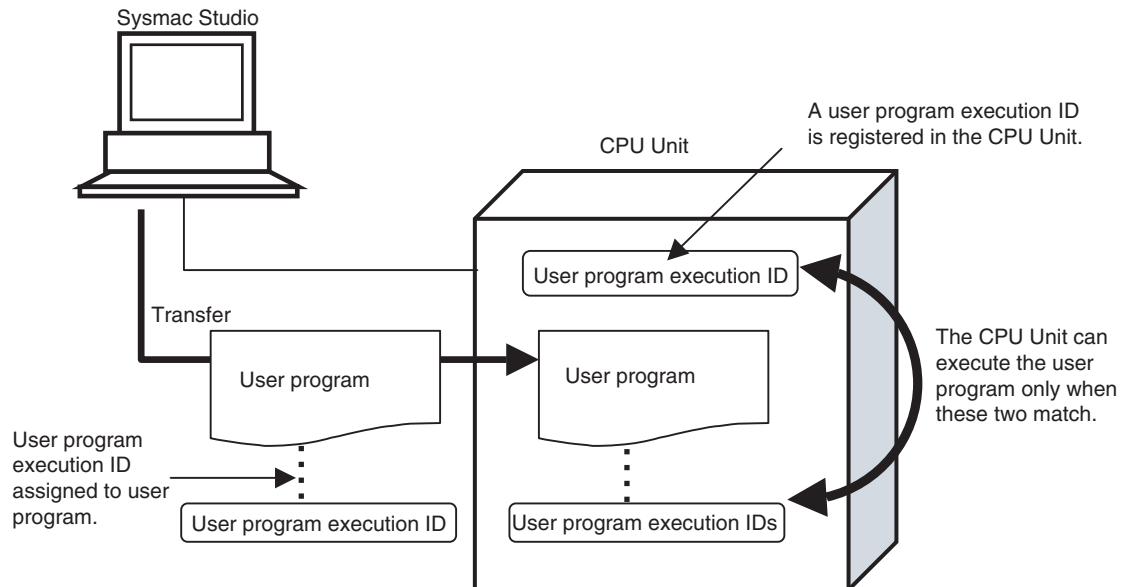 Sysmac Studio
A user program execution ID
is registered in the CPU Unit.
CPU Unit
User program execution ID
Transfer
User program
User program
The CPU Unit can
execute the user
program only when
these two match.
User program
execution ID
assigned to user
program.
User program execution ID
User program execution IDs